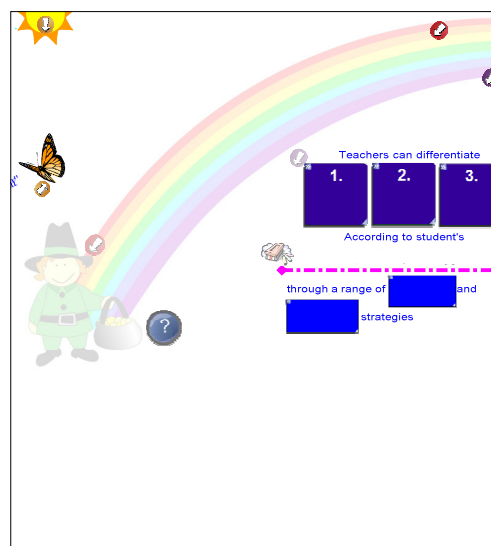 Teachers can differentiate
1. 2. 3.
According to student's
through a range of and
strategies
?